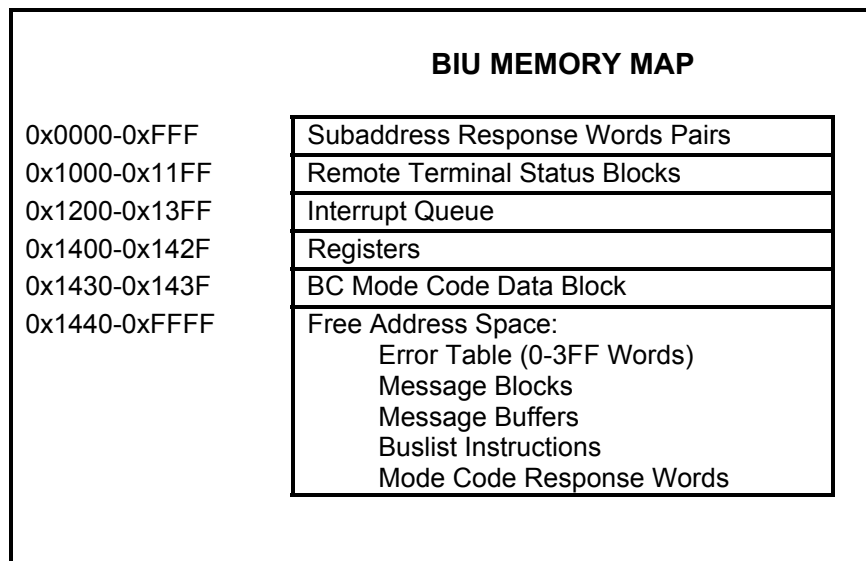 BIU MEMORY MAP
0x0000-0xFFF Subaddress Response Words Pairs
0x1000-0x11FF Remote Terminal Status Blocks
0x1200-0x13FF Interrupt Queue
0x1400-0x142F Registers
0x1430-0x143F BC Mode Code Data Block
0x1440-0xFFFF Free Address Space:
Error Table (0-3FF Words)
Message Blocks
Message Buffers
Buslist Instructions
Mode Code Response Words